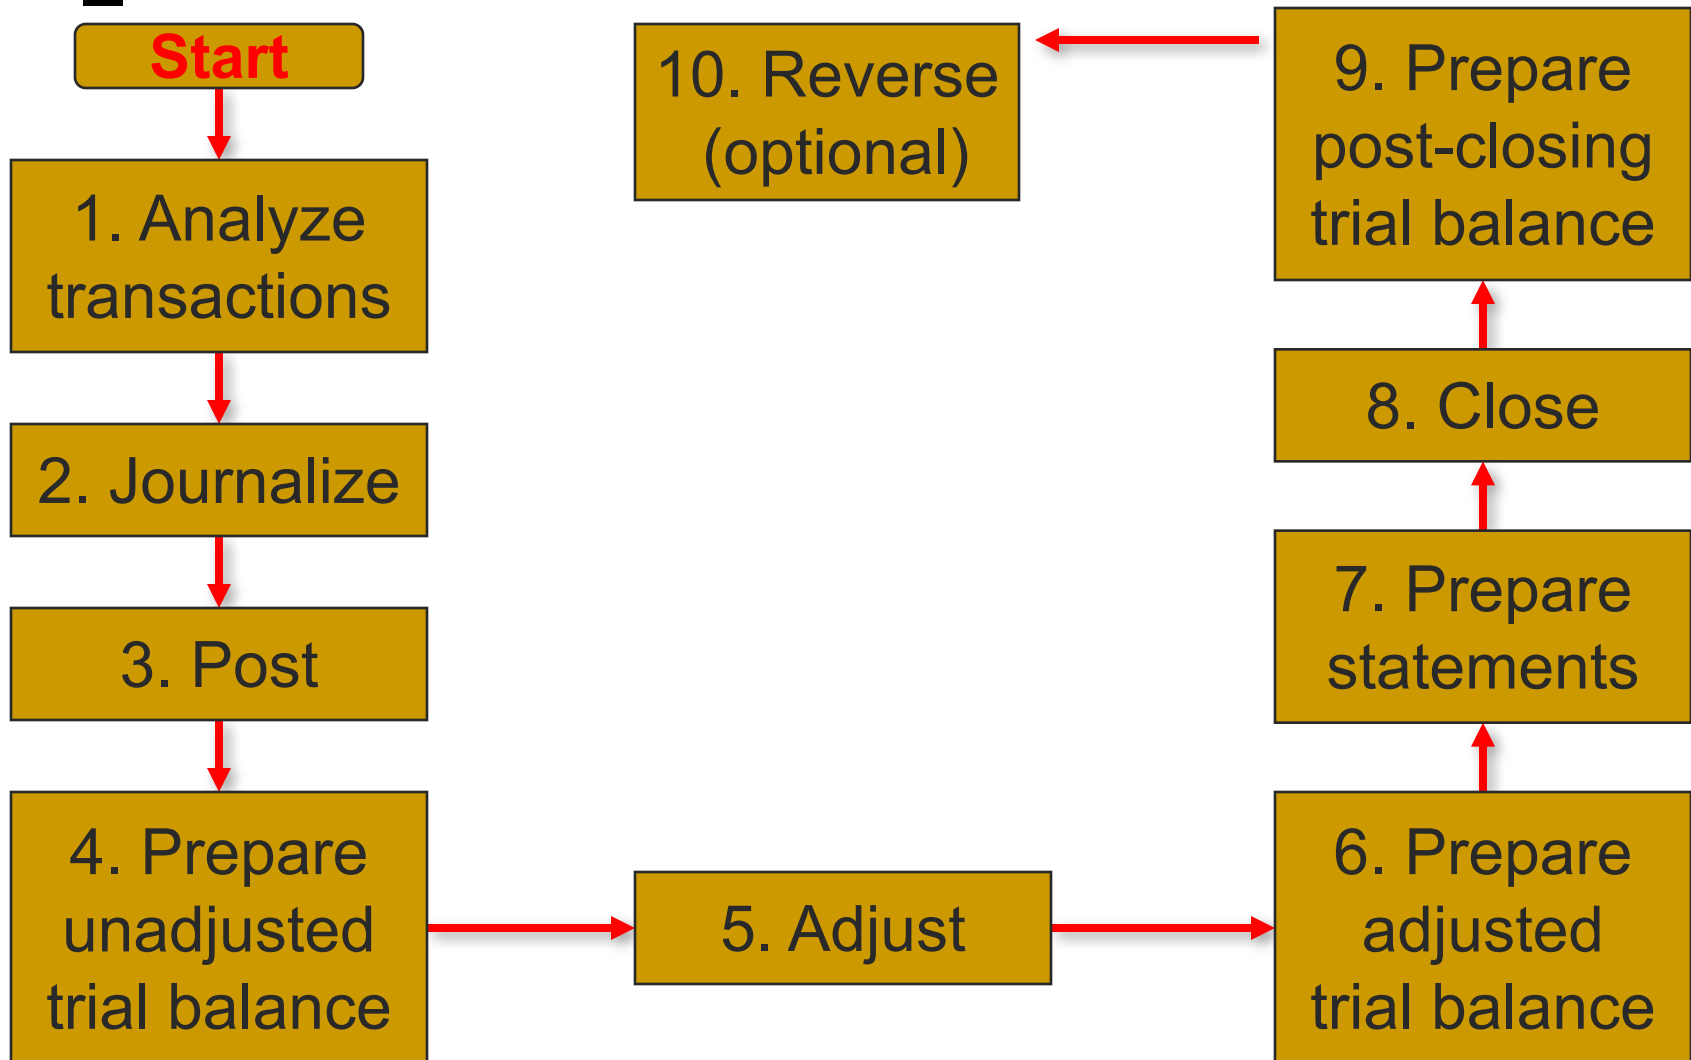 Start
1. Analyze
transactions
2. Journalize
3. Post
4. Prepare
unadjusted
trial balance
5. Adjust
6. Prepare
adjusted
trial balance
7. Prepare
statements
8. Close
9. Prepare
post-closing
trial balance
10. Reverse
(optional)